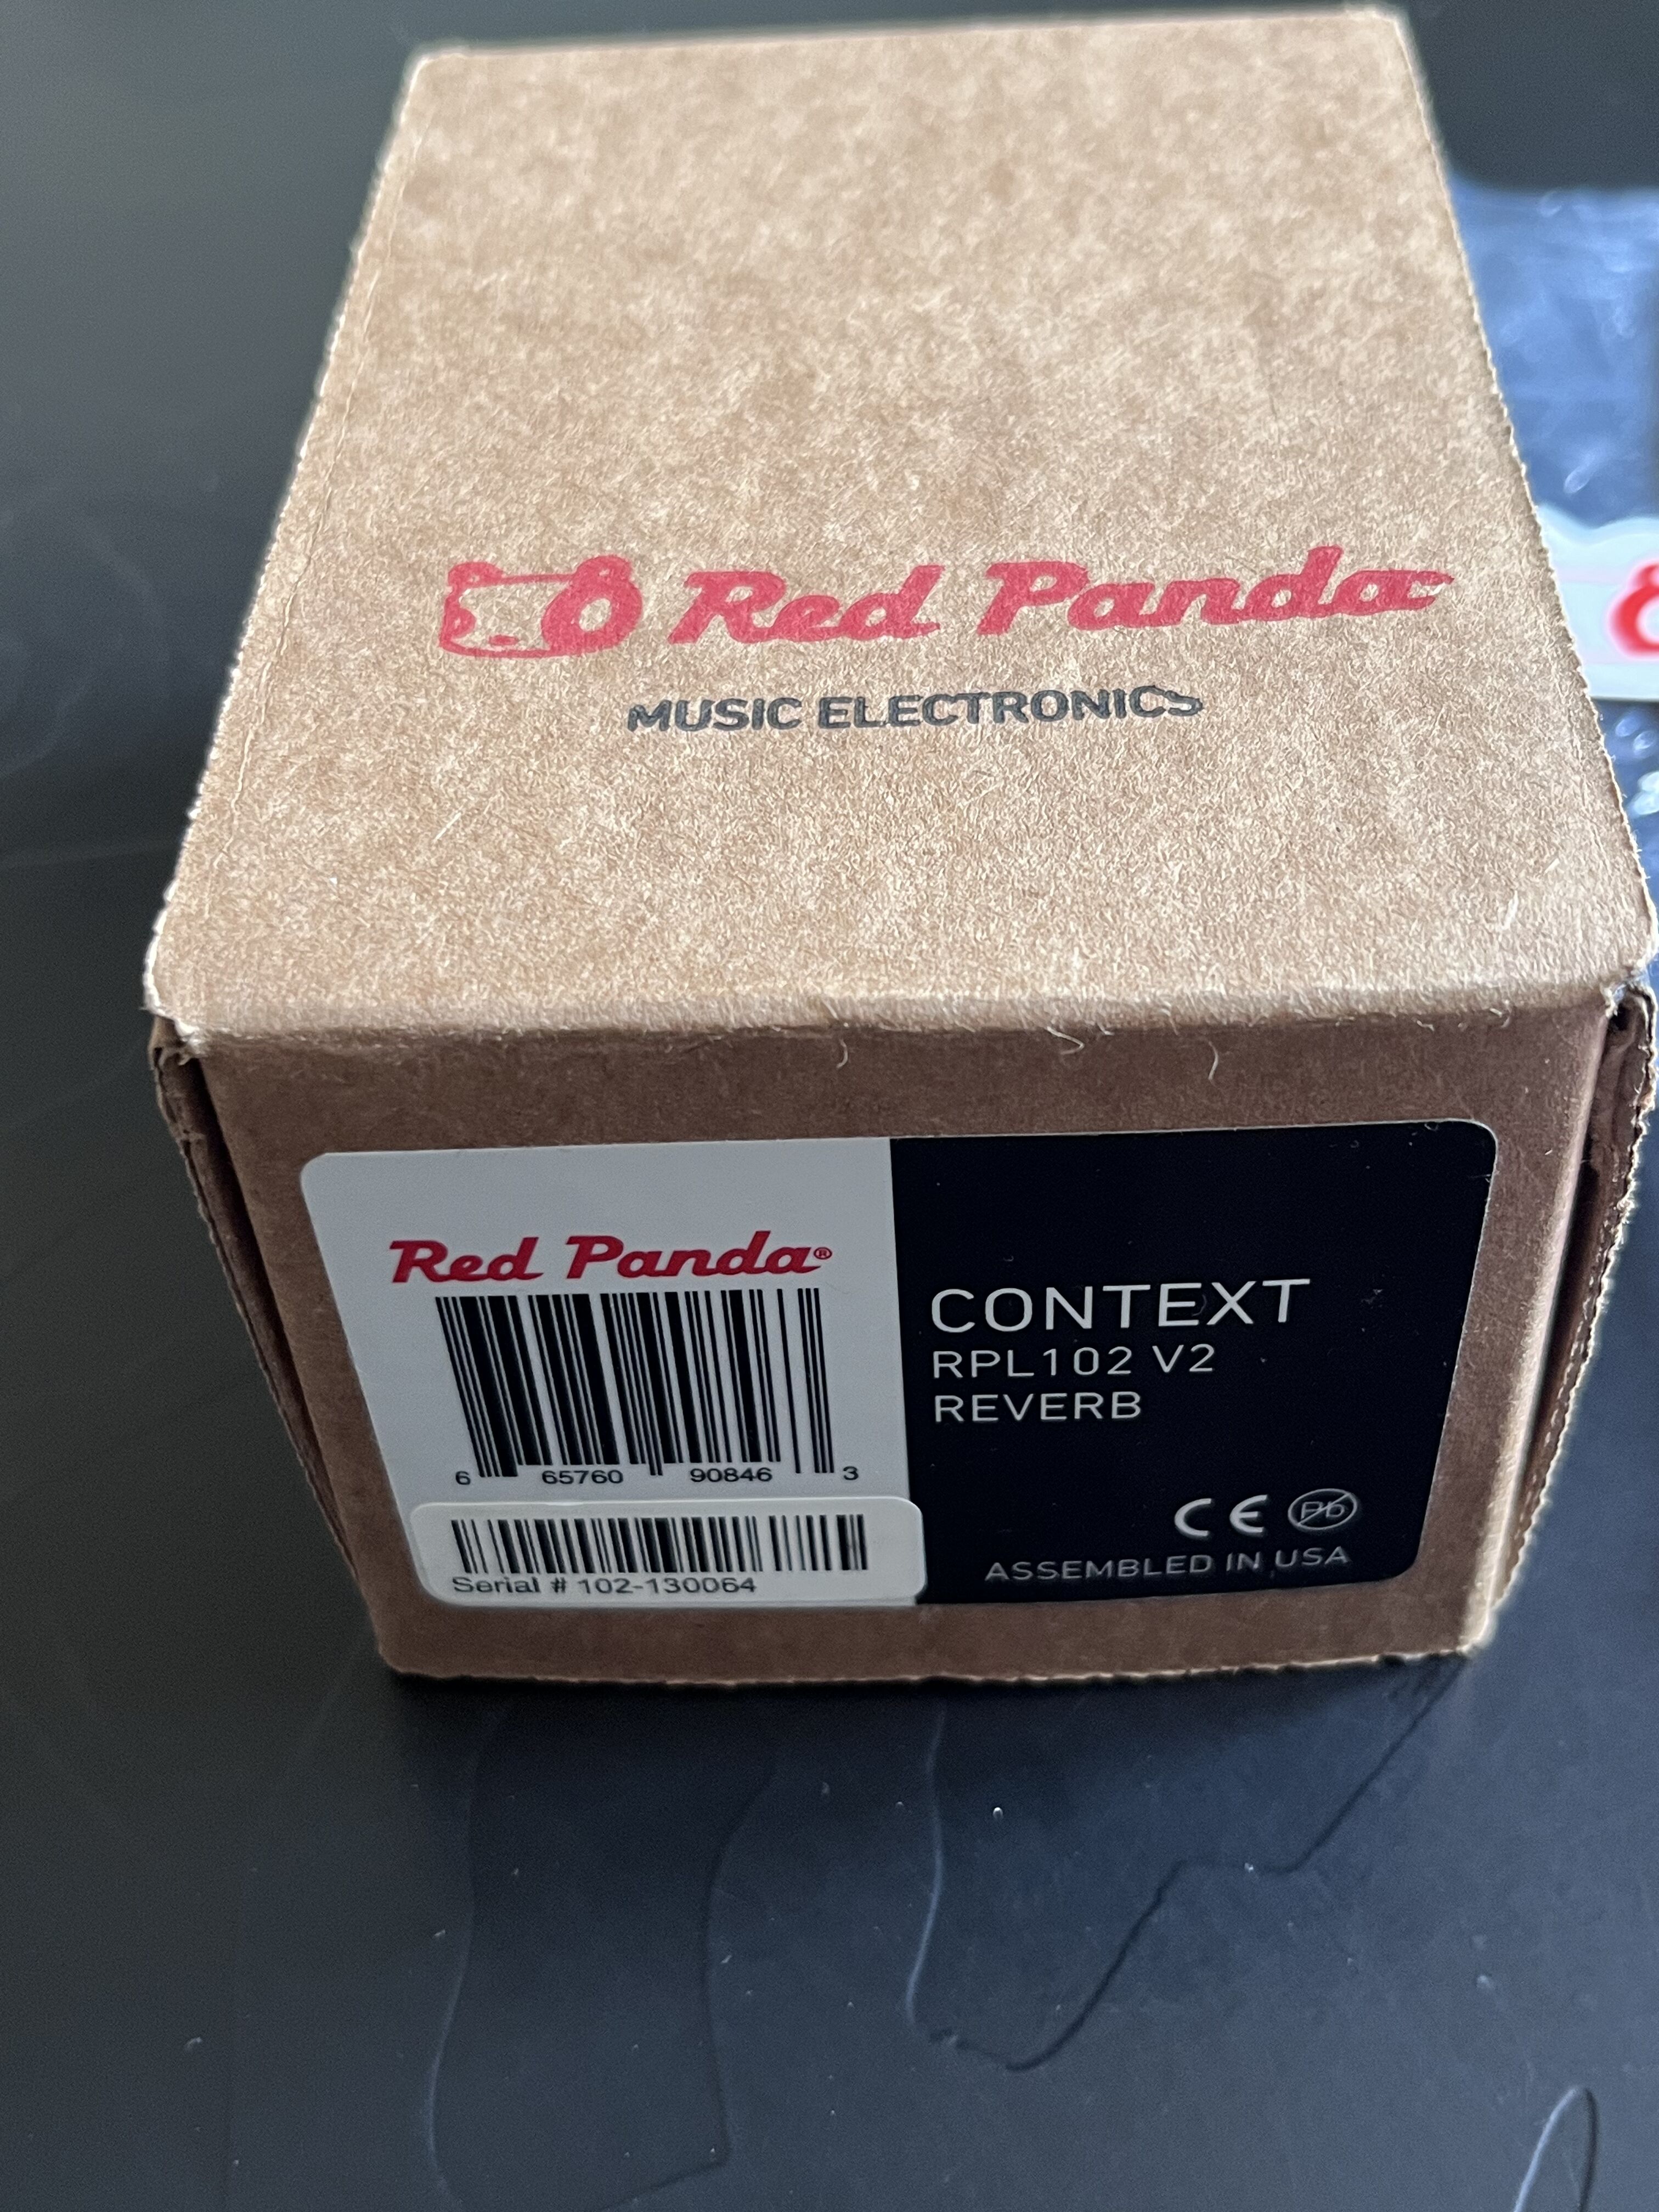 Red Panda
MUSIC ELECTRONICS
Red Panda®
6 65760 90846 3
Serial # 102-130064
CONTEXT
RPL102 V2
REVERB
CE Pb
ASSEMBLED IN USA